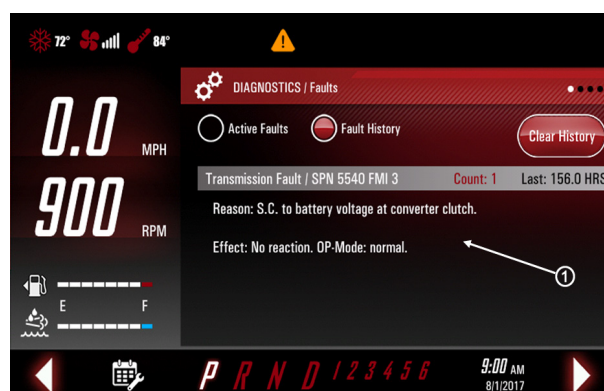 72° 84°
DIAGNOSTICS / Faults
0.0 MPH
Active Faults Fault History
Clear History
Transmission Fault / SPN 5540 FMI 3 Count: 1 Last: 156.0 HRS
Reason: S.C. to battery voltage at converter clutch.
900 RPM
Effect: No reaction. OP-Mode: normal.
1
E F
P R N D 1 2 3 4 5 6
9:00 AM
8/1/2017